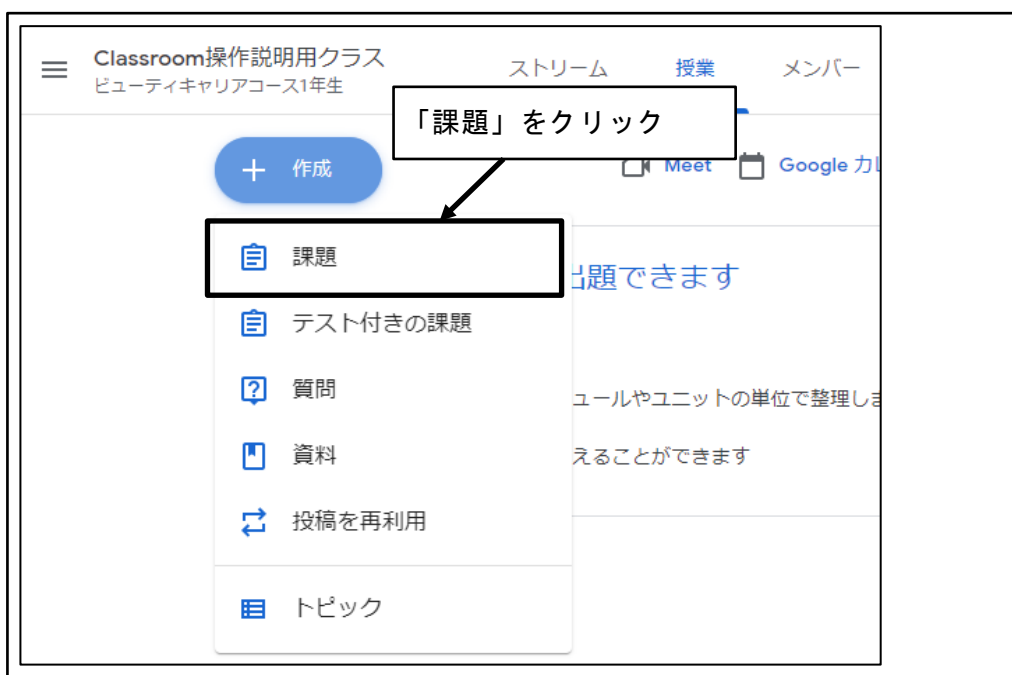 Classroom操作説明用クラス
ビューティキャリアコース1年生
ストリーム 授業 メンバー
「課題」をクリック
+ 作成
Meet Google カレ
課題
出題できます
テスト付きの課題
質問
ュールやユニットの単位で整理しま
資料
えることができます
投稿を再利用
トピック